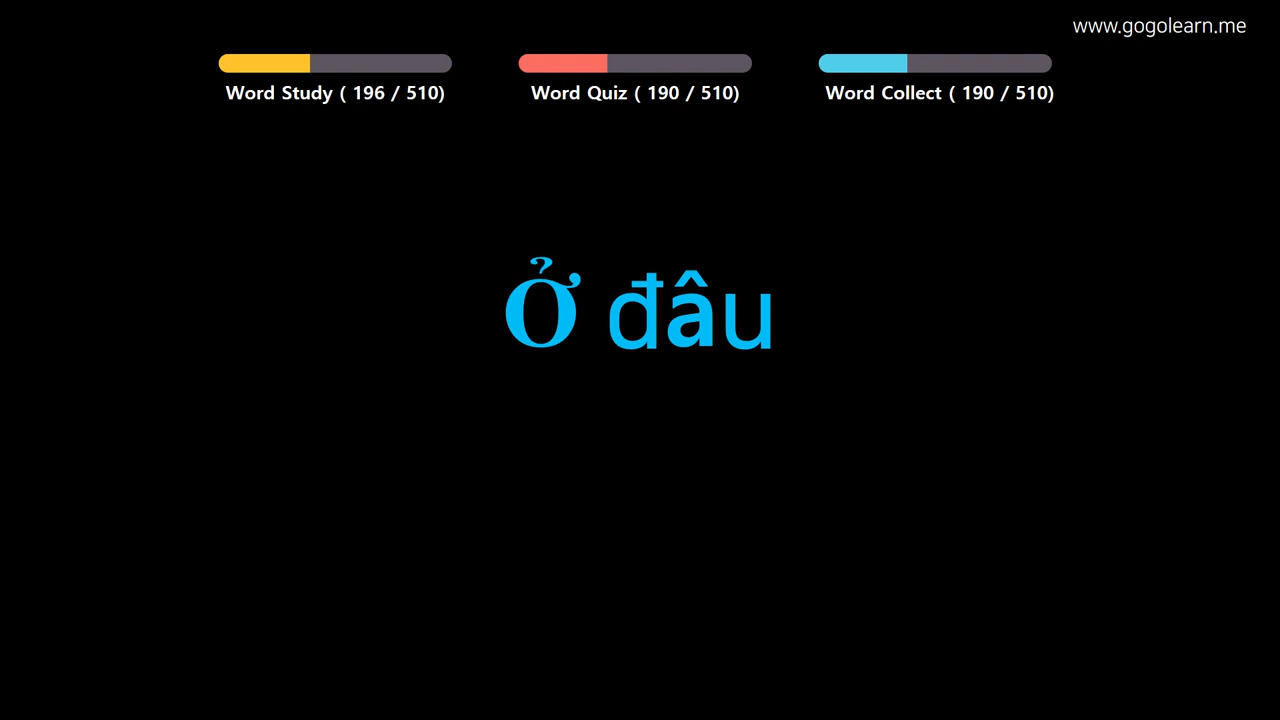 www.gogolearn.me
Word Study ( 196 / 510)
Word Quiz ( 190 / 510)
Word Collect ( 190 / 510)
Ở đâu